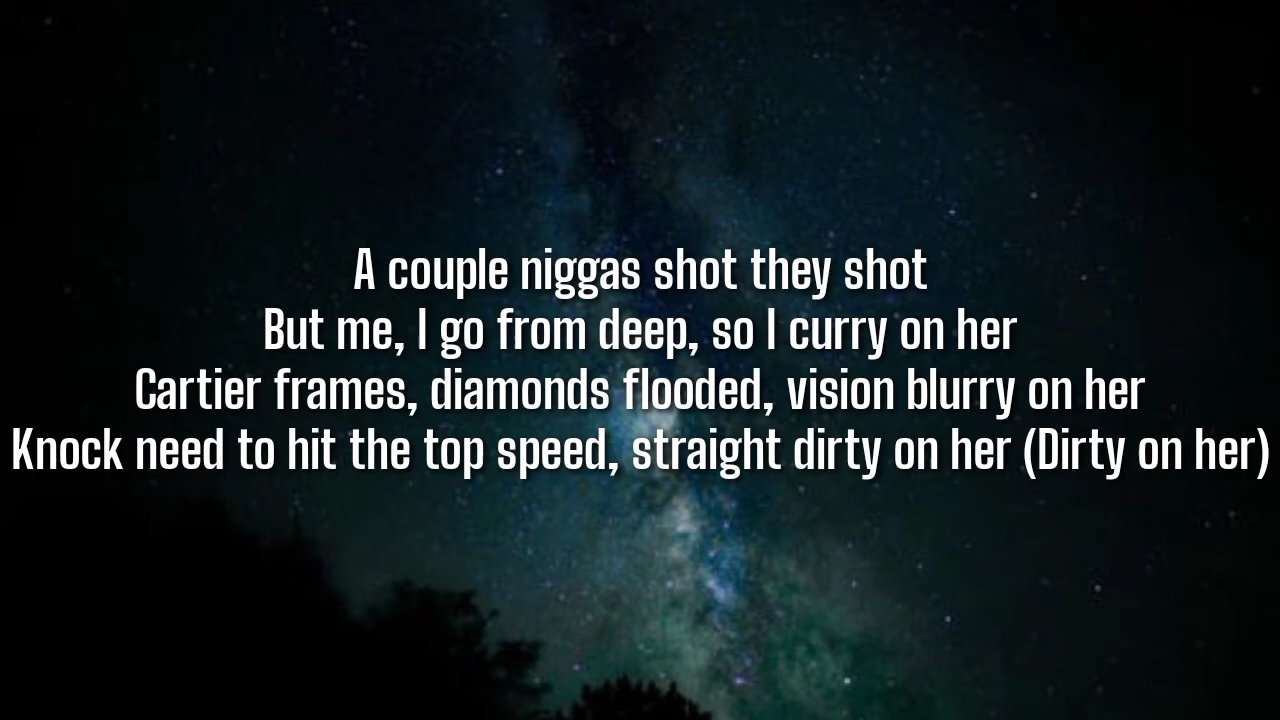 A couple niggas shot they shot
But me, I go from deep, so I curry on her
Cartier frames, diamonds flooded, vision blurry on her
Knock need to hit the top speed, straight dirty on her (Dirty on her)